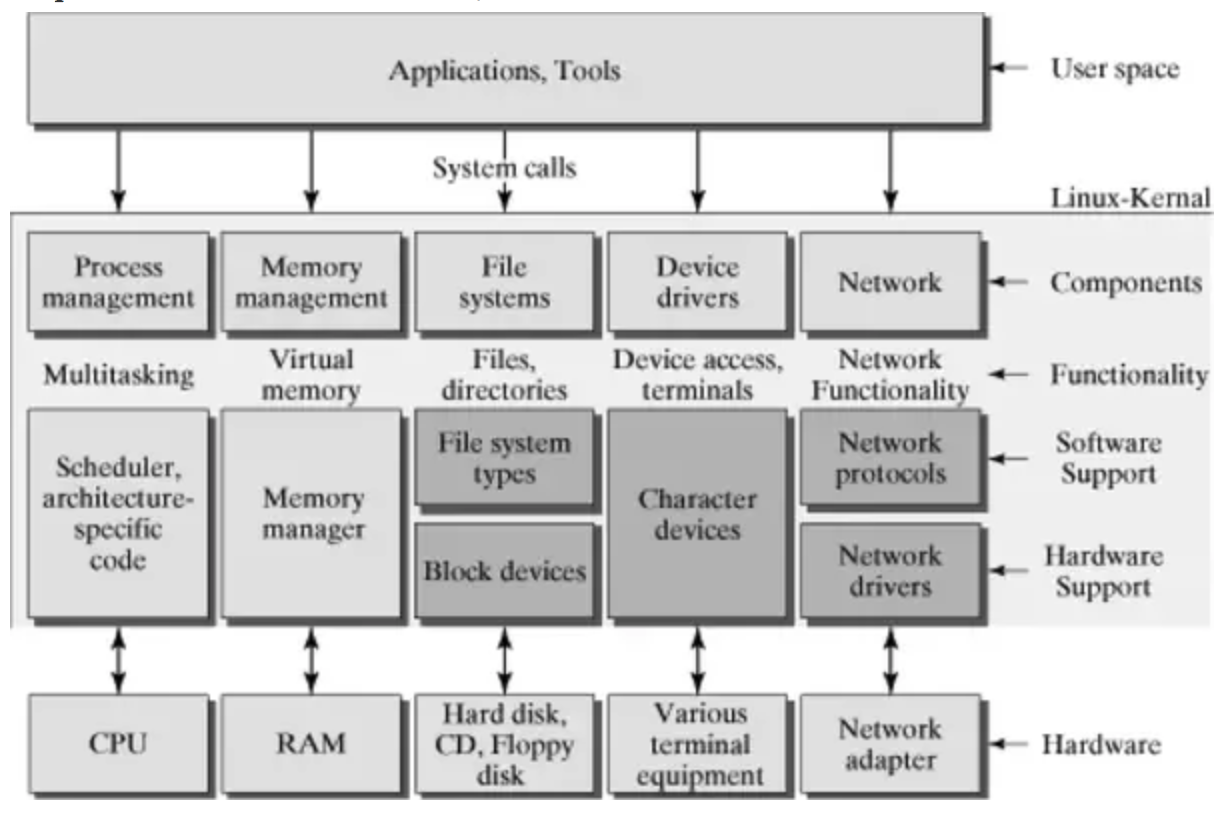 Applications, Tools
User space
System calls
Linux-Kernal
Process
management
Memory
management
File
systems
Device
drivers
Network
Components
Multitasking
Virtual
memory
Files,
directories
Device access,
terminals
Network
Functionality
Functionality
Scheduler,
architecture-
specific
code
Memory
manager
File system
types
Block devices
Character
devices
Network
protocols
Network
drivers
Software
Support
Hardware
Support
CPU
RAM
Hard disk,
CD, Floppy
disk
Various
terminal
equipment
Network
adapter
Hardware